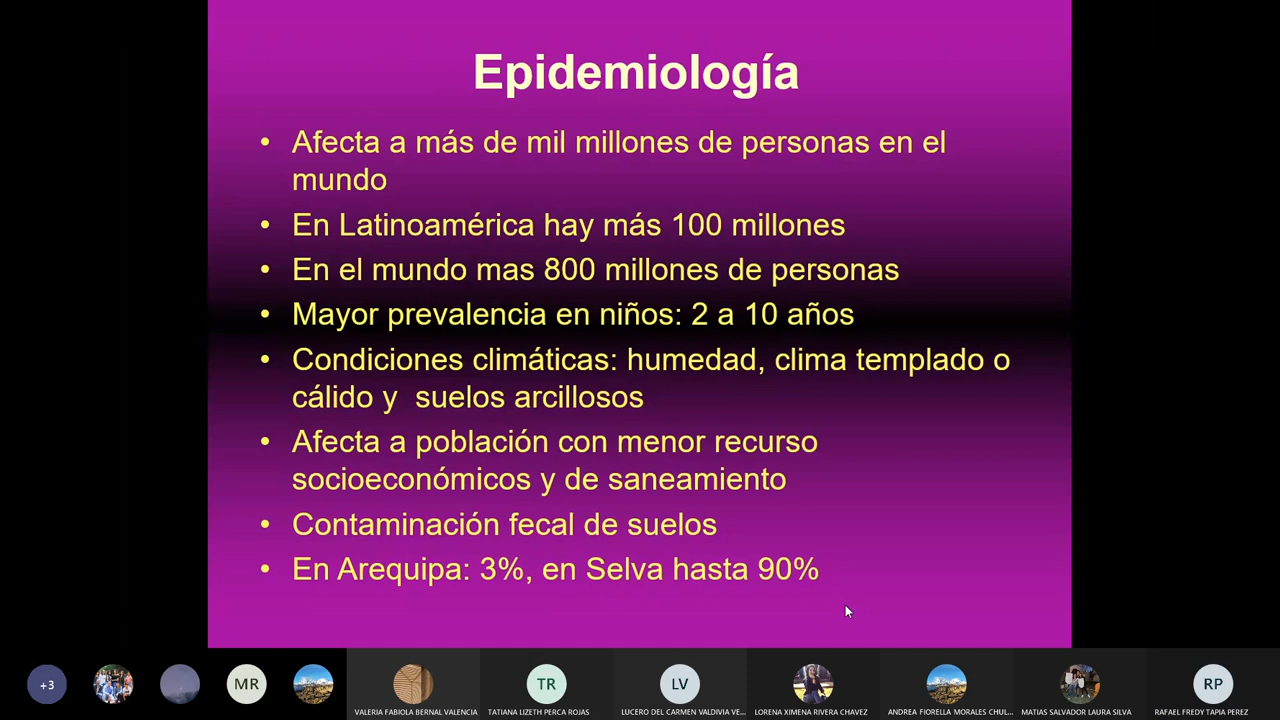 Epidemiología
• Afecta a más de mil millones de personas en el
mundo
• En Latinoamérica hay más 100 millones
• En el mundo mas 800 millones de personas
• Mayor prevalencia en niños: 2 a 10 años
• Condiciones climáticas: humedad, clima templado o
cálido y  suelos arcillosos
• Afecta a población con menor recurso
socioeconómicos y de saneamiento
• Contaminación fecal de suelos
• En Arequipa: 3%, en Selva hasta 90%
+3
MR
TR
LV
RP
VALERIA FABIOLA BERNAL VALENCIA
TATIANA LIZETH PERCA ROJAS
LUCERO DEL CARMEN VALDIVIA VE...
LORENA XIMENA RIVERA CHAVEZ
ANDREA FIORELLA MORALES CHUL...
MATIAS SALVADOR LAURA SILVA
RAFAEL FREDY TAPIA PEREZ